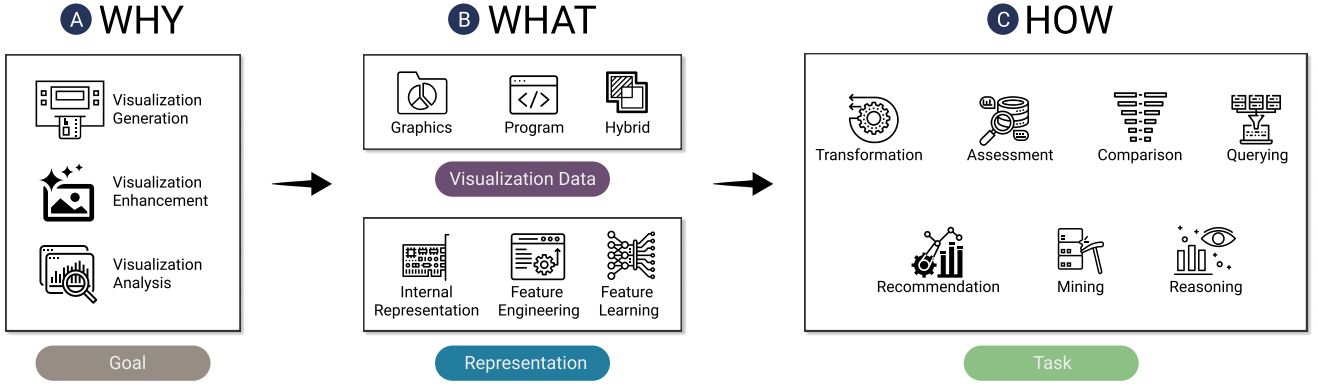 A WHY
Visualization
Generation
Visualization
Enhancement
Visualization
Analysis
Goal
B WHAT
Graphics
Program
Hybrid
Visualization Data
Internal
Representation
Feature
Engineering
Feature
Learning
Representation
C HOW
Transformation
Assessment
Comparison
Querying
Recommendation
Mining
Reasoning
Task